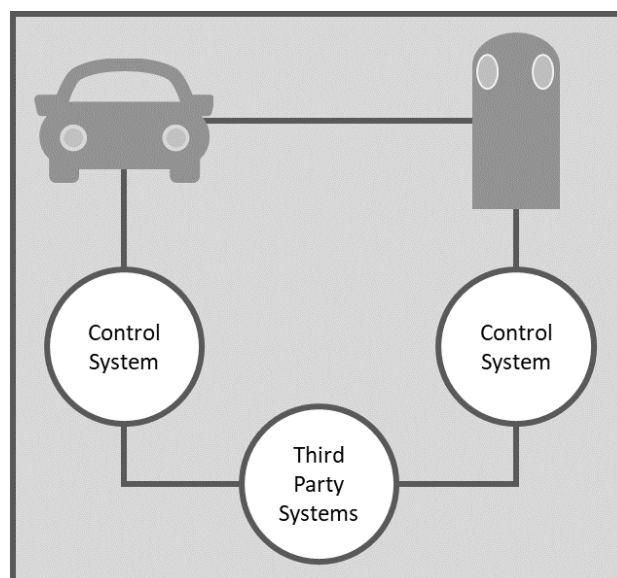 Control
System
Control
System
Third
Party
Systems